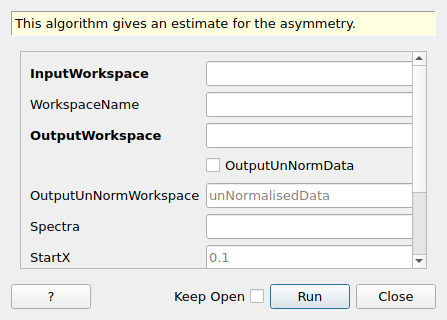 This algorithm gives an estimate for the asymmetry.
InputWorkspace
WorkspaceName
OutputWorkspace
OutputUnNormData
OutputUnNormWorkspace unNormalisedData
Spectra
StartX 0.1
? Keep Open Run Close